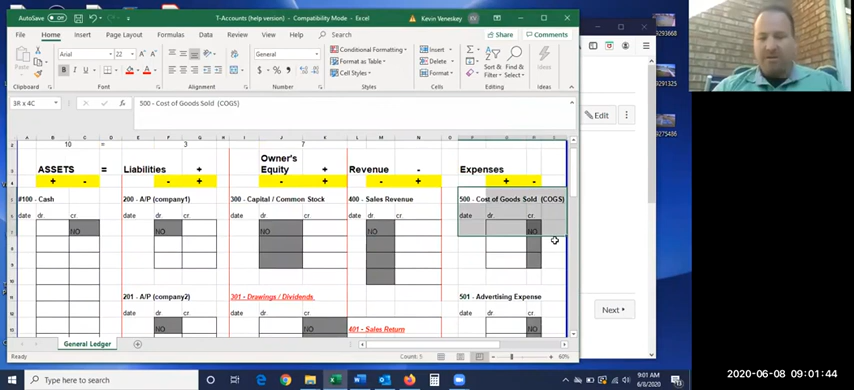 AutoSave Off
T-Accounts (help version) - Compatibility Mode - Excel
Kevin Veneskey KV
File Home Insert Page Layout Formulas Data Review View Help Search Share Comments
Arial 22 General Conditional Formatting Insert
Format as Table Delete Sort & Find & Ideas
Cell Styles Format Filter Select
Clipboard Font Alignment Number Styles Cells Editing Ideas
3R x 4C 500 - Cost of Goods Sold (COGS)
10 = 3 7
ASSETS = Liabilities + Owner's Equity + Revenue - Expenses
+ - - + - + - + + -
#100 - Cash 200 - A/P (company1) 300 - Capital / Common Stock 400 - Sales Revenue 500 - Cost of Goods Sold (COGS)
date dr. cr. date dr. cr. date dr. cr. date dr. cr. date dr. cr.
NO NO NO NO NO
201 - A/P (company2) 301 - Drawings / Dividends 501 - Advertising Expense
date dr. cr. date dr. cr. date dr. cr.
NO NO 401 - Sales Return NO
General Ledger
Ready Count: 5 60%
Edit
Next
9293668
9291325
9275486
Type here to search
9:01 AM
6/8/2020
2020-06-08 09:01:44